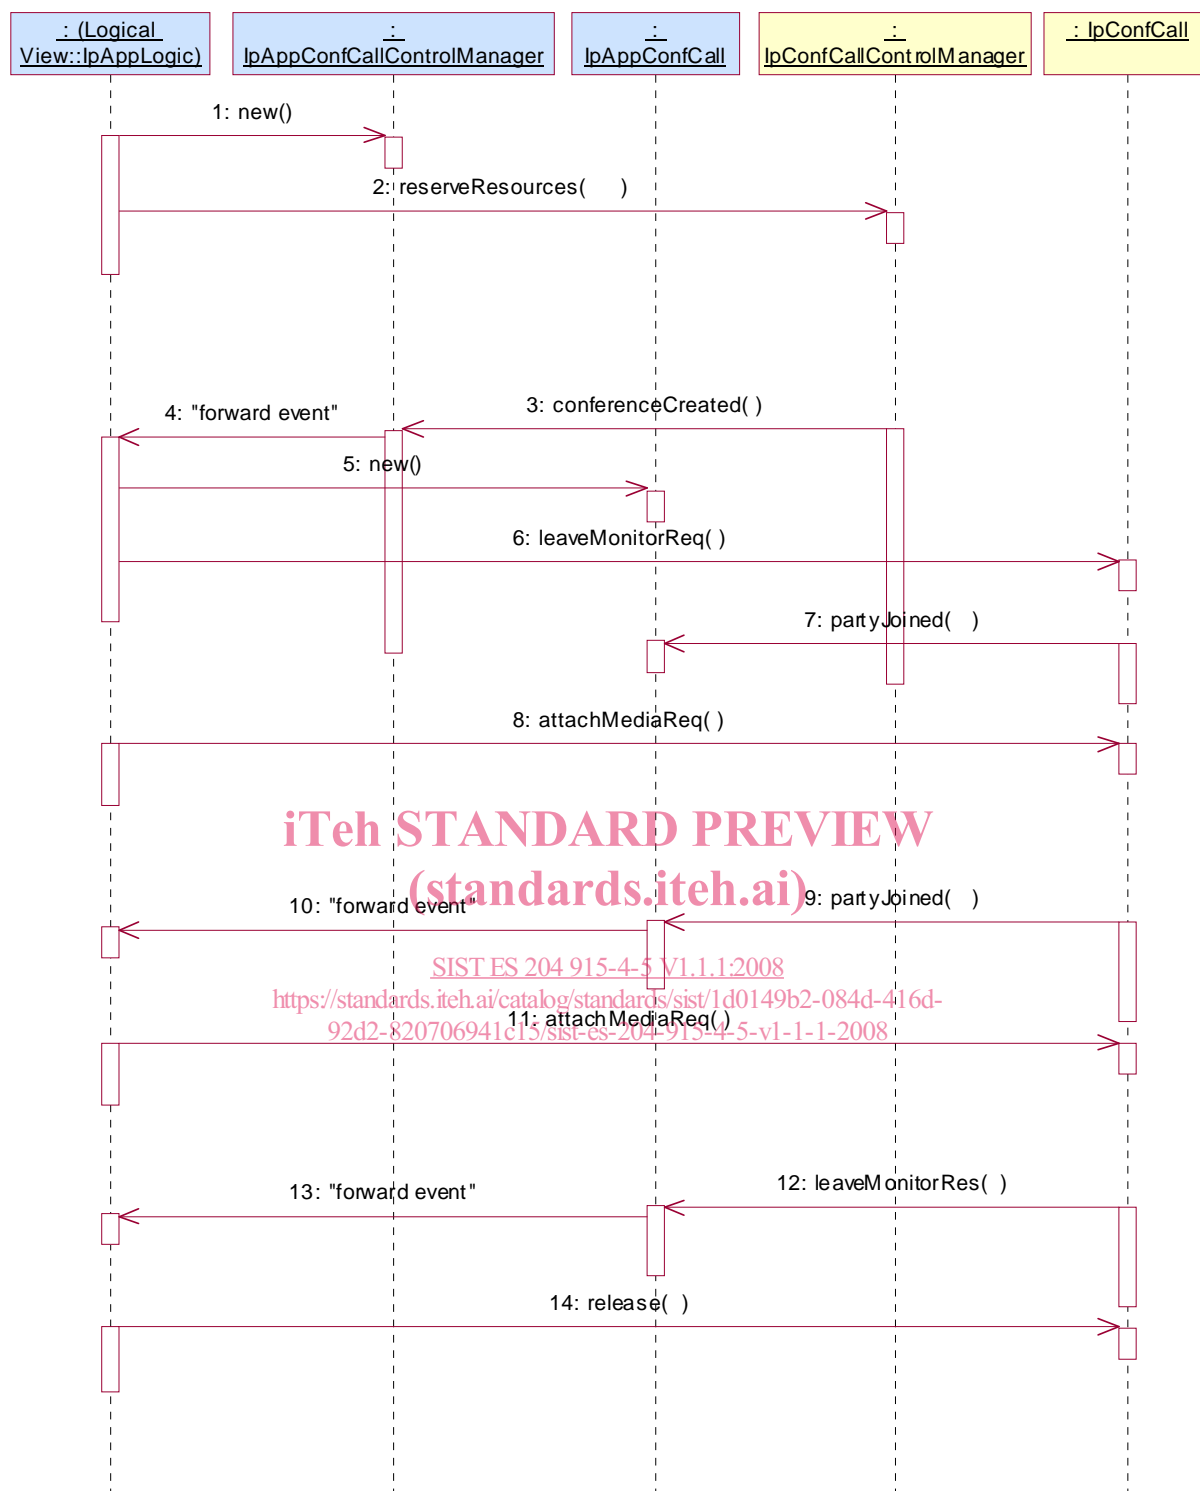 : (Logical
View::IpAppLogic)
:
IpAppConfCallControlManager
:
IpAppConfCall
:
IpConfCallControlManager
: IpConfCall
1: new()
2: reserveResources( )
3: conferenceCreated( )
4: "forward event"
5: new()
6: leaveMonitorReq( )
7: partyJoined( )
8: attachMediaReq( )
iTeh STANDARD PREVIEW
(standards.iteh.ai)
9: partyJoined( )
10: "forward event"
SIST ES 204 915-4-5 V1.1.1:2008
https://standards.iteh.ai/catalog/standards/sist/1d0149b2-084d-416d-
11: attachMediaReq( )
92d2-820706941c15/sist-es-204-915-4-5-v1-1-1-2008
12: leaveMonitorRes( )
13: "forward event"
14: release( )